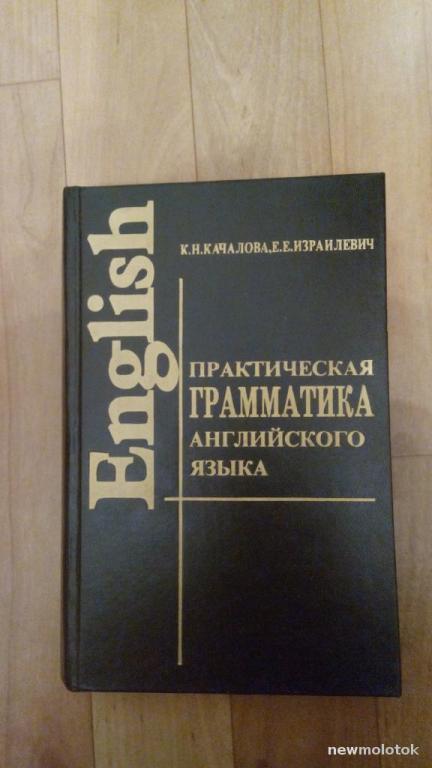 English
К.Н.КАЧАЛОВА,Е.Е.ИЗРАИЛЕВИЧ
ПРАКТИЧЕСКАЯ
ГРАММАТИКА
АНГЛИЙСКОГО
ЯЗЫКА
newmolotok